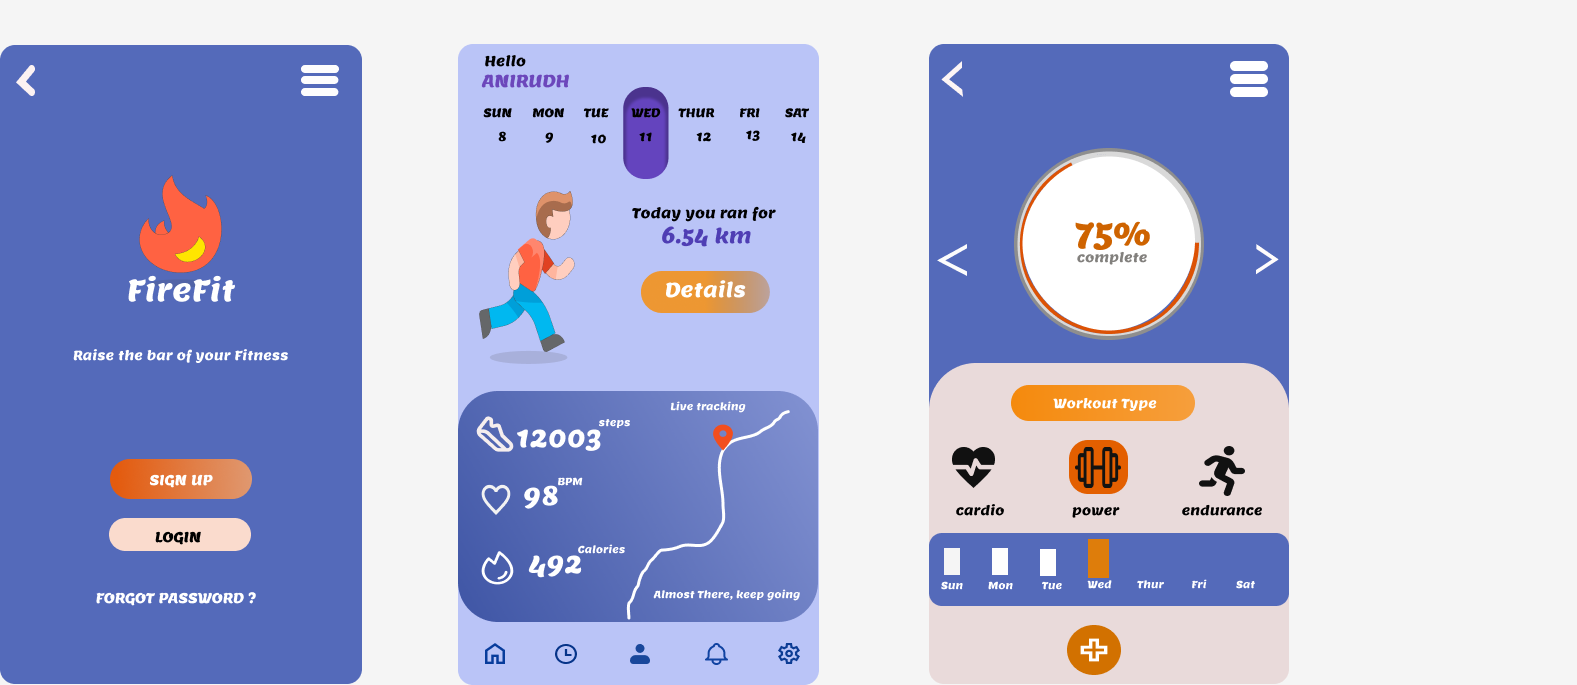 FireFit
Raise the bar of your Fitness
SIGN UP
LOGIN
FORGOT PASSWORD ?
Hello
ANIRUDH
SUN MON TUE WED THUR FRI SAT
8 9 10 11 12 13 14
Today you ran for
6.54 km
Details
Live tracking
12003 steps
98 BPM
492 Calories
Almost There, keep going
75%
complete
Workout Type
cardio power endurance
Sun Mon Tue Wed Thur Fri Sat